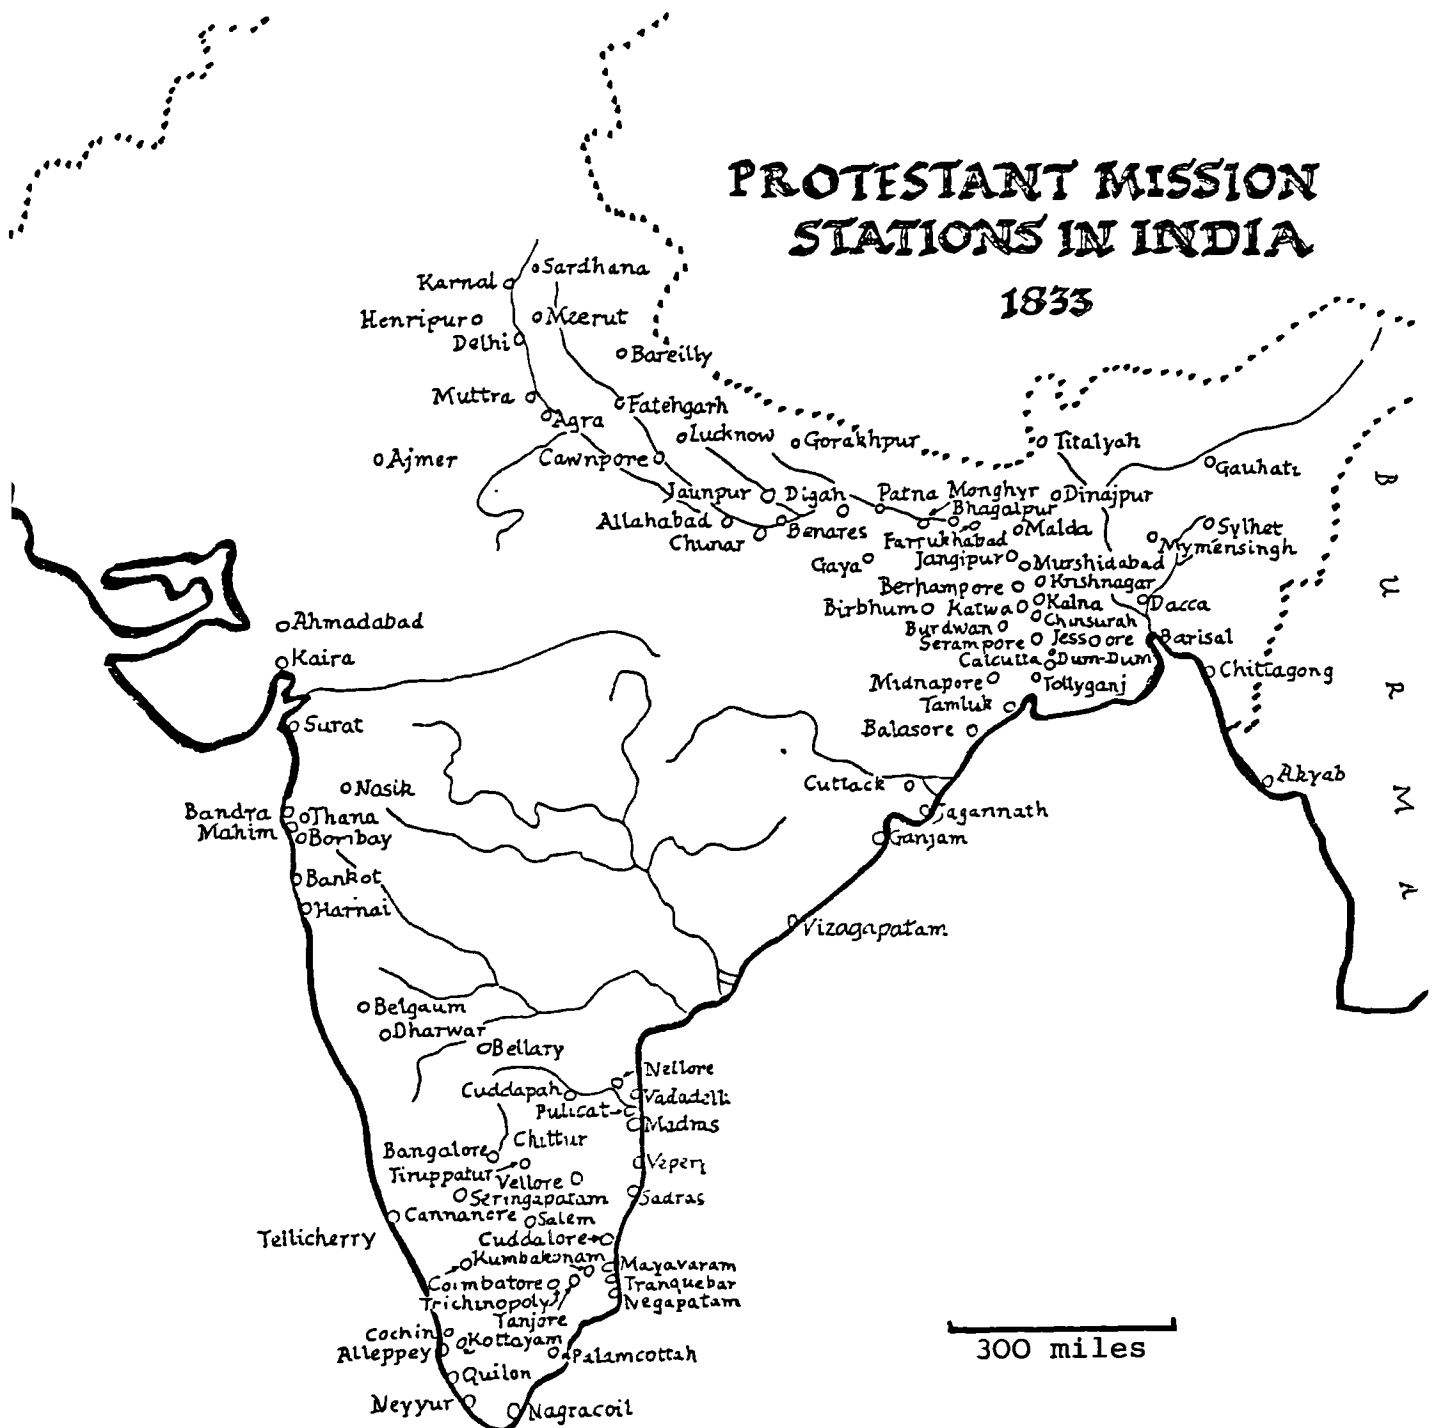 PROTESTANT MISSION
STATIONS IN INDIA
1833
Sardhana
Karnal
Henripur
Meerut
Delhi
Bareilly
Muttra
Fatehgarh
Agra
Lucknow
Gorakhpur
Titalyah
Ajmer
Cawnpore
Gauhati
Jaunpur
Digah
Patna
Monghyr
Dinajpur
Bhagalpur
Allahabad
Benares
Chunar
Farrukhabad
Malda
Sylhet
Mymensingh
Gaya
Jangipur
Murshidabad
Berhampore
Krishnagar
Birbhum
Katwa
Kalna
Dacca
Burdwan
Chinsurah
Serampore
Jessore
Barisal
Calcutta
Dum-Dum
Chittagong
Midnapore
Tollyganj
Tamluk
Balasore
Ahmadabad
Kaira
Surat
Cuttack
Akyab
Nasik
Bandra
Thana
Jagannath
Mahim
Bombay
Ganjam
Bankot
Harnai
Vizagapatam
BURMA
Belgaum
Dharwar
Bellary
Nellore
Cuddapah
Pulicat
Madras
Chittur
Bangalore
Tiruppatur
Vellore
Vepery
Seringapatam
Sadras
Cannanore
Salem
Tellicherry
Cuddalore
Kumbakonam
Mayavaram
Coimbatore
Tranquebar
Trichinopoly
Negapatam
Tanjore
Cochin
Kottayam
Alleppey
Palamcottah
Quilon
Neyyur
Nagracoil
300 miles